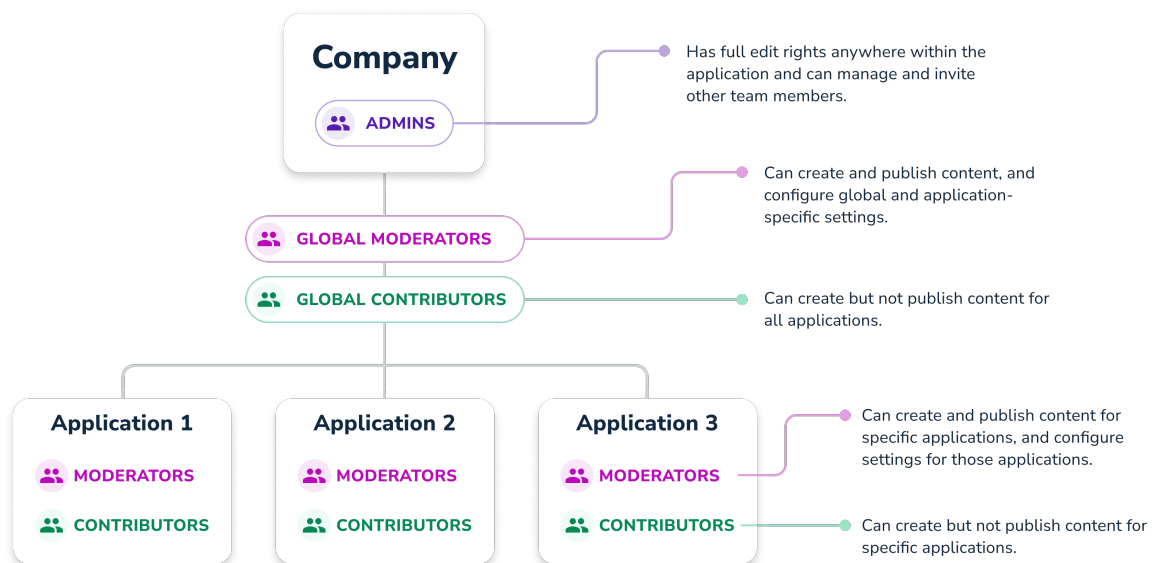 Company
ADMINS
Has full edit rights anywhere within the
application and can manage and invite
other team members.
GLOBAL MODERATORS
Can create and publish content, and
configure global and application-
specific settings.
GLOBAL CONTRIBUTORS
Can create but not publish content for
all applications.
Application 1
MODERATORS
CONTRIBUTORS
Application 2
MODERATORS
CONTRIBUTORS
Application 3
MODERATORS
CONTRIBUTORS
Can create and publish content for
specific applications, and configure
settings for those applications.
Can create but not publish content for
specific applications.